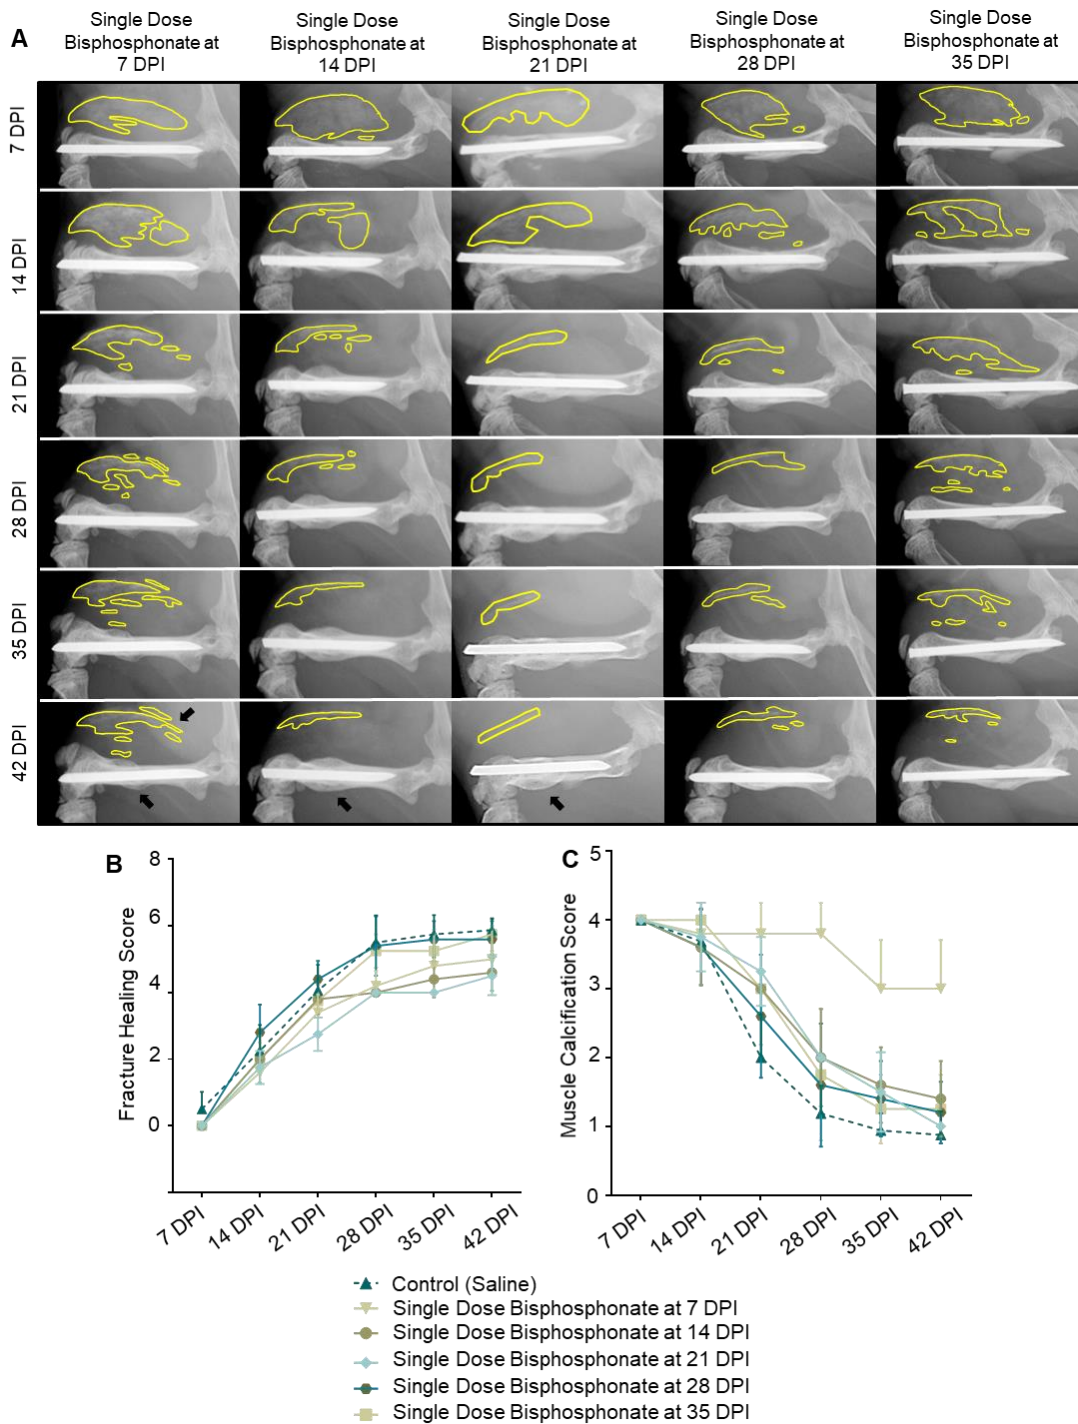 A
Single Dose
Bisphosphonate at
7 DPI
Single Dose
Bisphosphonate at
14 DPI
Single Dose
Bisphosphonate at
21 DPI
Single Dose
Bisphosphonate at
28 DPI
Single Dose
Bisphosphonate at
35 DPI
7 DPI
14 DPI
21 DPI
28 DPI
35 DPI
42 DPI
B
Fracture Healing Score
8
6
4
2
0
7 DPI
14 DPI
21 DPI
28 DPI
35 DPI
42 DPI
C
Muscle Calcification Score
5
4
3
2
1
0
7 DPI
14 DPI
21 DPI
28 DPI
35 DPI
42 DPI
Control (Saline)
Single Dose Bisphosphonate at 7 DPI
Single Dose Bisphosphonate at 14 DPI
Single Dose Bisphosphonate at 21 DPI
Single Dose Bisphosphonate at 28 DPI
Single Dose Bisphosphonate at 35 DPI